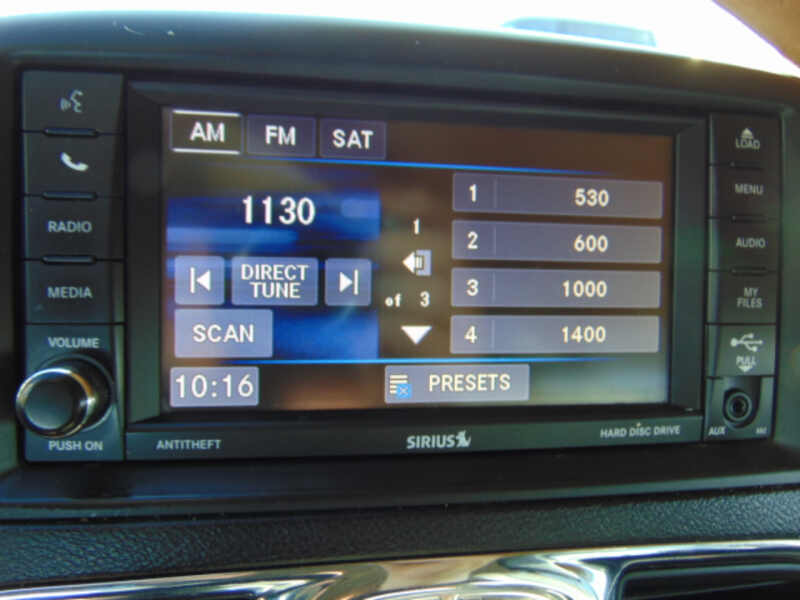 AM FM SAT
LOAD
RADIO
MENU
1130
1 530
1
2 600
AUDIO
DIRECT
TUNE
MEDIA
of 3
3 1000
MY
FILES
SCAN
4 1400
VOLUME
PULL
10:16
PRESETS
PUSH ON
ANTITHEFT
SIRIUS
HARD DISC DRIVE
AUX